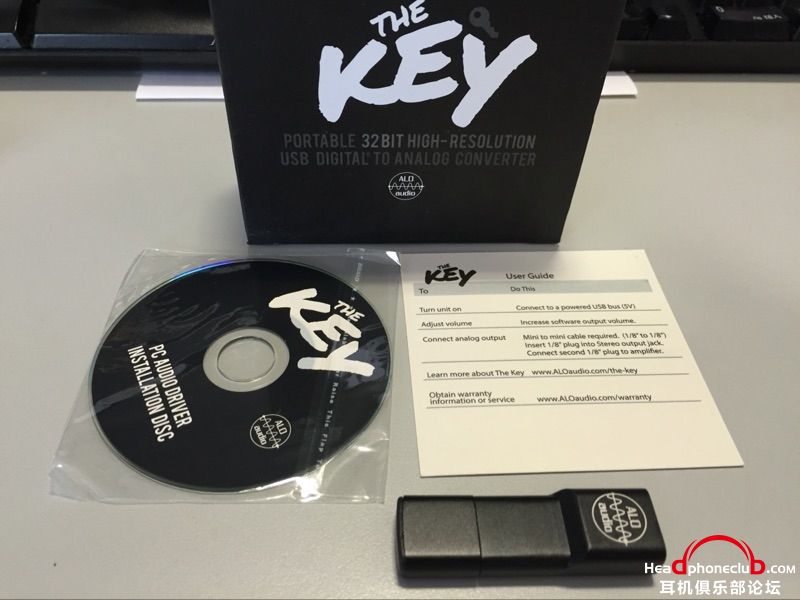 THE
KEY
PORTABLE 32BIT HIGH-RESOLUTION
USB DIGITAL TO ANALOG CONVERTER
ALO
audio
THE
KEY
PC AUDIO DRIVER
INSTALLATION DISC
ALO
audio
Raise This Flap
THE
KEY
User Guide
To Do This
Turn unit on Connect to a powered USB bus (5V)
Adjust volume Increase software output volume.
Connect analog output Mini to mini cable required. (1/8" to 1/8")
Insert 1/8" plug into Stereo output jack.
Connect second 1/8" plug to amplifier.
Learn more about The Key www.ALOaudio.com/the-key
Obtain warranty
information or service www.ALOaudio.com/warranty
ALO
audio
HeadphonecluB.com
耳机俱乐部论坛